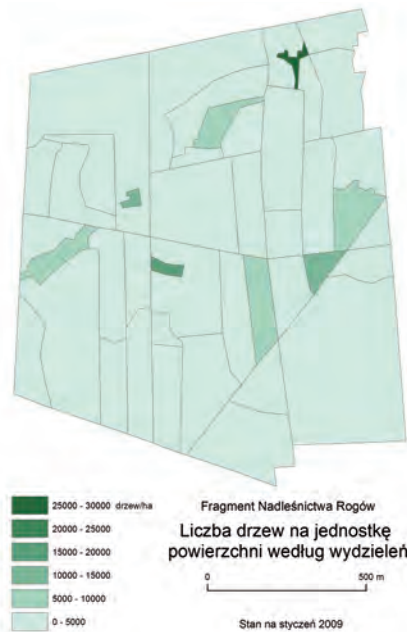 25000 - 30000 drzew/ha
20000 - 25000
15000 - 20000
10000 - 15000
5000 - 10000
0 - 5000
Fragment Nadleśnictwa Rogów
Liczba drzew na jednostkę
powierzchni według wydzieleń
0 500 m
Stan na styczeń 2009